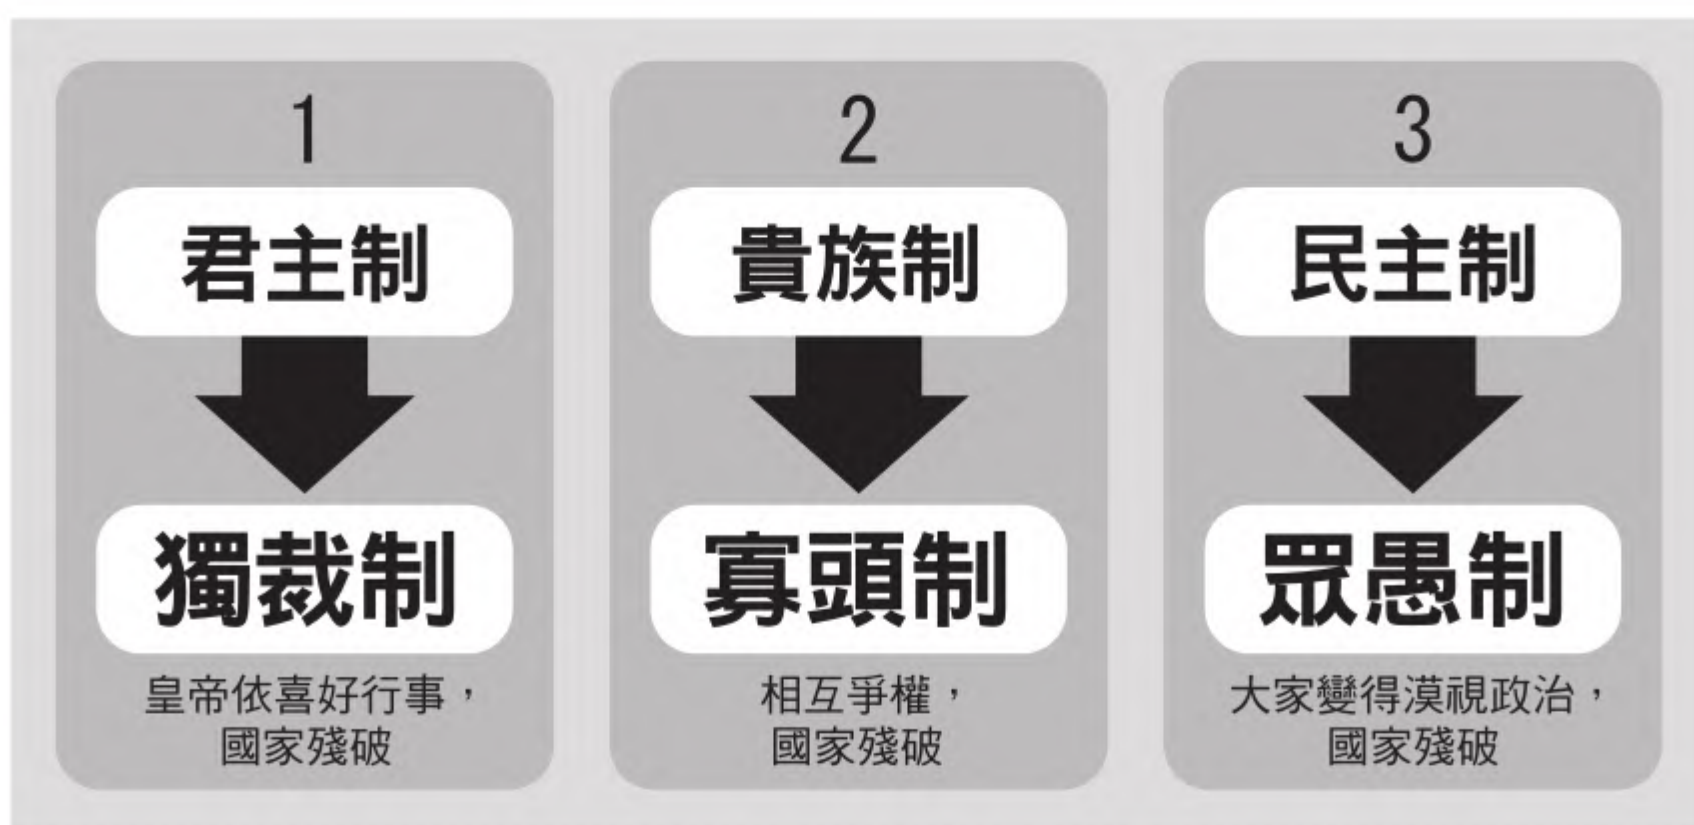 1
君主制
獨裁制
皇帝依喜好行事，
國家殘破
2
貴族制
寡頭制
相互爭權，
國家殘破
3
民主制
眾愚制
大家變得漠視政治，
國家殘破